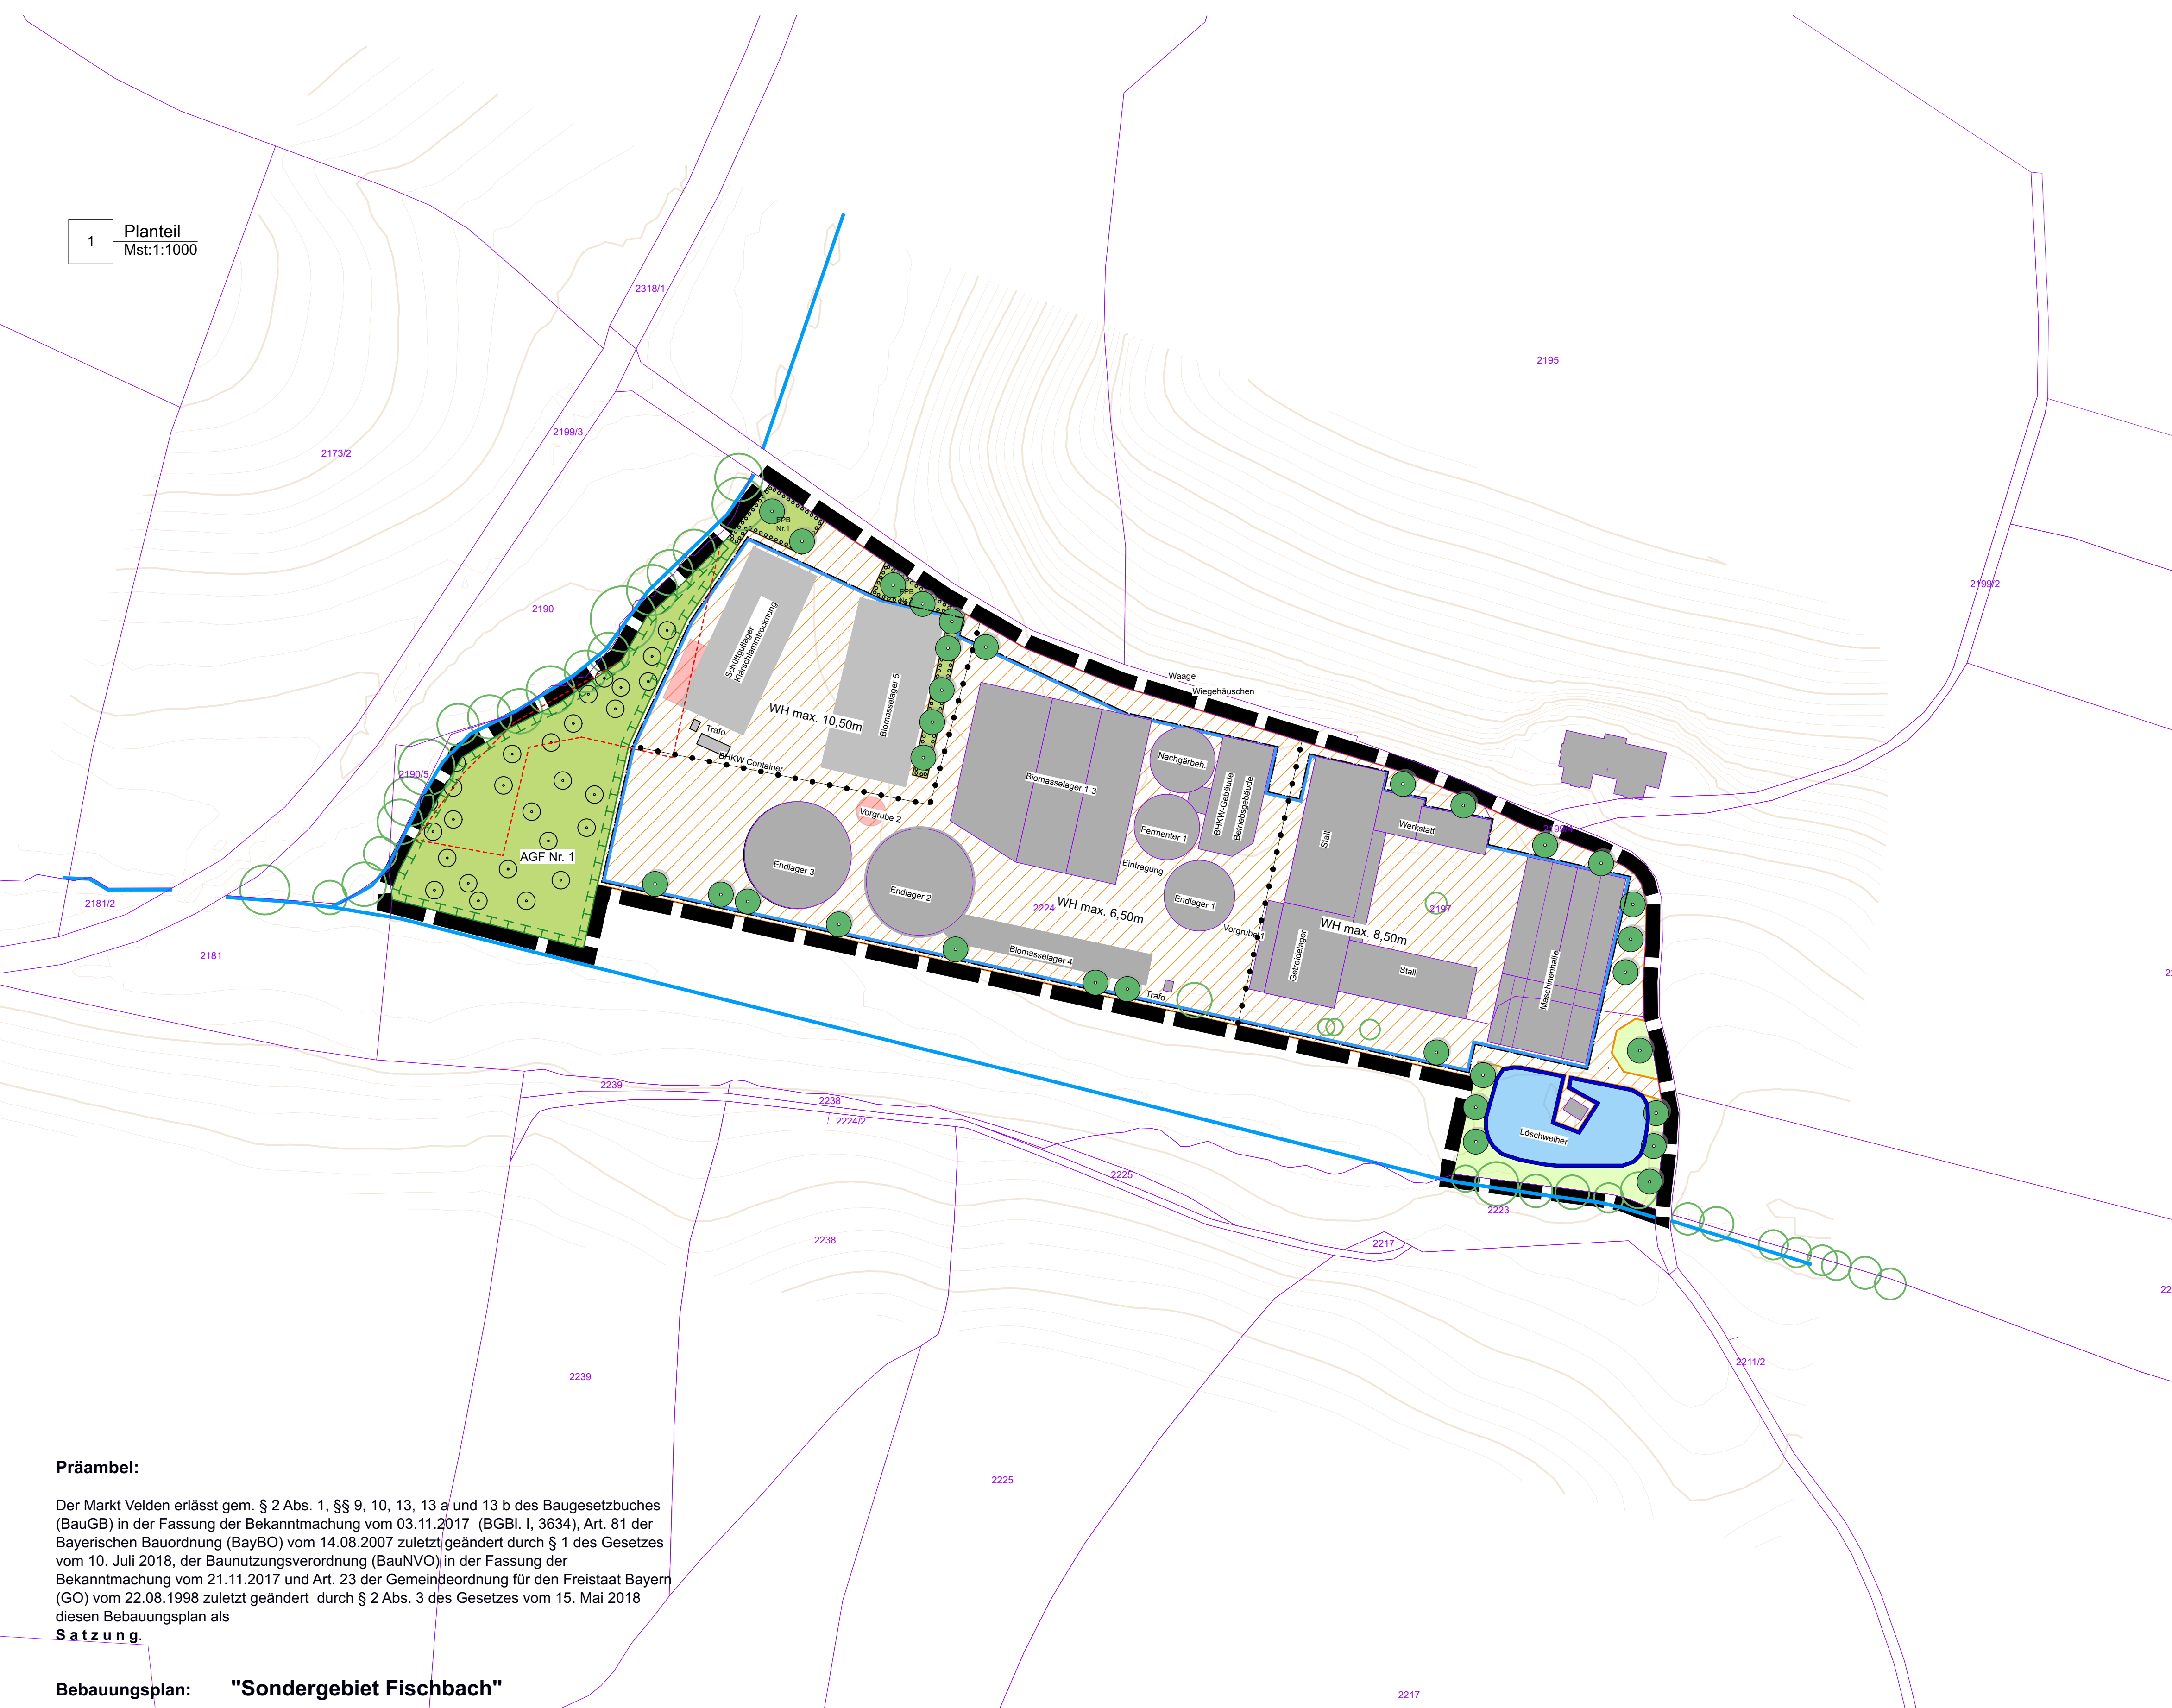 1
Planteil
Mst:1:1000
2318/1
2195
2199/3
2173/2
2199/2
2190
FPB
Nr.1
FPB
Schüttgutlager
Klärschlammtrocknung
Biomasselager 5
WH max. 10,50m
Trafo
BHKW Container
Waage
Wiegehäuschen
2190/5
Vorgrube 2
Biomasselager 1-3
Nachgärbeh.
BHKW-Gebäude
Betriebsgebäude
Fermenter 1
Stall
Werkstatt
AGF Nr. 1
Endlager 3
Endlager 2
Eintragung
Endlager 1
2224
WH max. 6,50m
2197
WH max. 8,50m
Vorgrube 1
2181/2
2181
Biomasselager 4
Trafo
Getreidelager
Stall
Maschinenhalle
Löschweiher
2239
2238
2224/2
2225
2223
2217
2238
2211/2
2239
2225
2217
Präambel:
Der Markt Velden erlässt gem. § 2 Abs. 1, §§ 9, 10, 13, 13 a und 13 b des Baugesetzbuches
(BauGB) in der Fassung der Bekanntmachung vom 03.11.2017 (BGBl. I, 3634), Art. 81 der
Bayerischen Bauordnung (BayBO) vom 14.08.2007 zuletzt geändert durch § 1 des Gesetzes
vom 10. Juli 2018, der Baunutzungsverordnung (BauNVO) in der Fassung der
Bekanntmachung vom 21.11.2017 und Art. 23 der Gemeindeordnung für den Freistaat Bayern
(GO) vom 22.08.1998 zuletzt geändert durch § 2 Abs. 3 des Gesetzes vom 15. Mai 2018
diesen Bebauungsplan als
S a t z u n g.
Bebauungsplan: "Sondergebiet Fischbach"